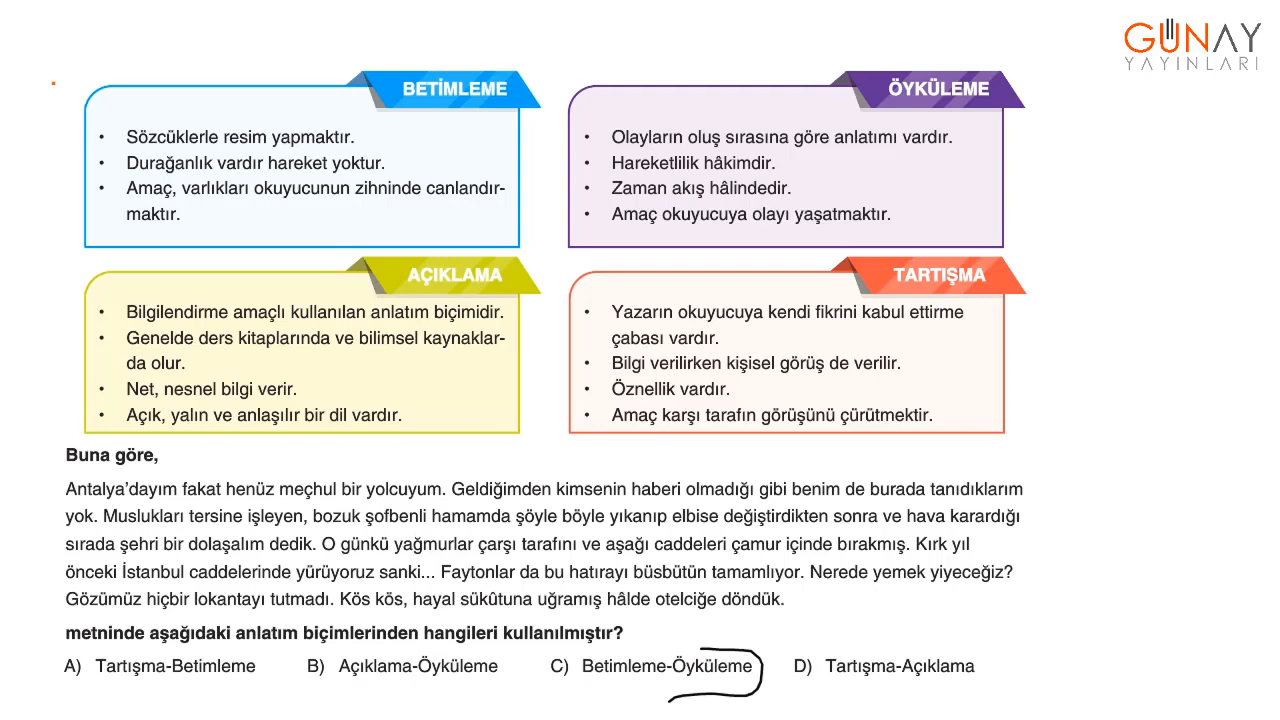 GÜNAY
YAYINLARI
BETİMLEME
• Sözcüklerle resim yapmaktır.
• Durağanlık vardır hareket yoktur.
• Amaç, varlıkları okuyucunun zihninde canlandır-
maktır.
ÖYKÜLEME
• Olayların oluş sırasına göre anlatımı vardır.
• Hareketlilik hâkimdir.
• Zaman akış hâlindedir.
• Amaç okuyucuya olayı yaşatmaktır.
AÇIKLAMA
• Bilgilendirme amaçlı kullanılan anlatım biçimidir.
• Genelde ders kitaplarında ve bilimsel kaynaklar-
da olur.
• Net, nesnel bilgi verir.
• Açık, yalın ve anlaşılır bir dil vardır.
TARTIŞMA
• Yazarın okuyucuya kendi fikrini kabul ettirme
çabası vardır.
• Bilgi verilirken kişisel görüş de verilir.
• Öznellik vardır.
• Amaç karşı tarafın görüşünü çürütmektir.
Buna göre,
Antalya’dayım fakat henüz meçhul bir yolcuyum. Geldiğimden kimsenin haberi olmadığı gibi benim de burada tanıdıklarım
yok. Muslukları tersine işleyen, bozuk şofbenli hamamda şöyle böyle yıkanıp elbise değiştirdikten sonra ve hava karardığı
sırada şehri bir dolaşalım dedik. O günkü yağmurlar çarşı tarafını ve aşağı caddeleri çamur içinde bırakmış. Kırk yıl
önceki İstanbul caddelerinde yürüyoruz sanki... Faytonlar da bu hatırayı büsbütün tamamlıyor. Nerede yemek yiyeceğiz?
Gözümüz hiçbir lokantayı tutmadı. Kös kös, hayal sükûtuna uğramış hâlde otelciğe döndük.
metninde aşağıdaki anlatım biçimlerinden hangileri kullanılmıştır?
A) Tartışma-Betimleme B) Açıklama-Öyküleme C) Betimleme-Öyküleme D) Tartışma-Açıklama